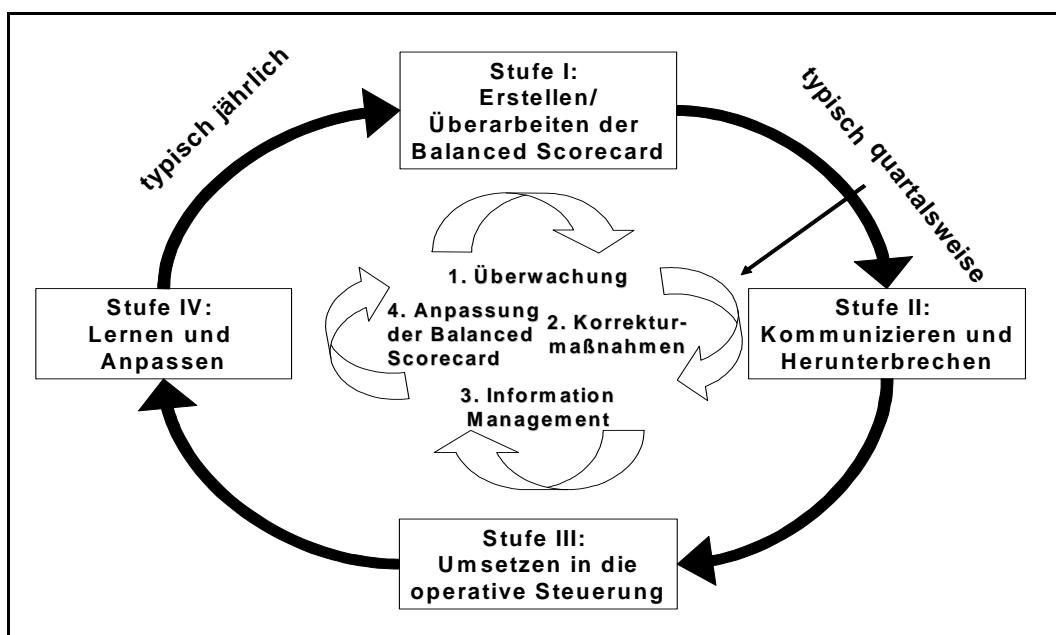 Stufe I:
Erstellen/
Überarbeiten der
Balanced Scorecard
typisch jährlich
typisch quartalsweise
1. Überwachung
Stufe IV:
Lernen und
Anpassen
4. Anpassung
der Balanced
Scorecard
2. Korrektur-
maßnahmen
Stufe II:
Kommunizieren und
Herunterbrechen
3. Information
Management
Stufe III:
Umsetzen in die
operative Steuerung